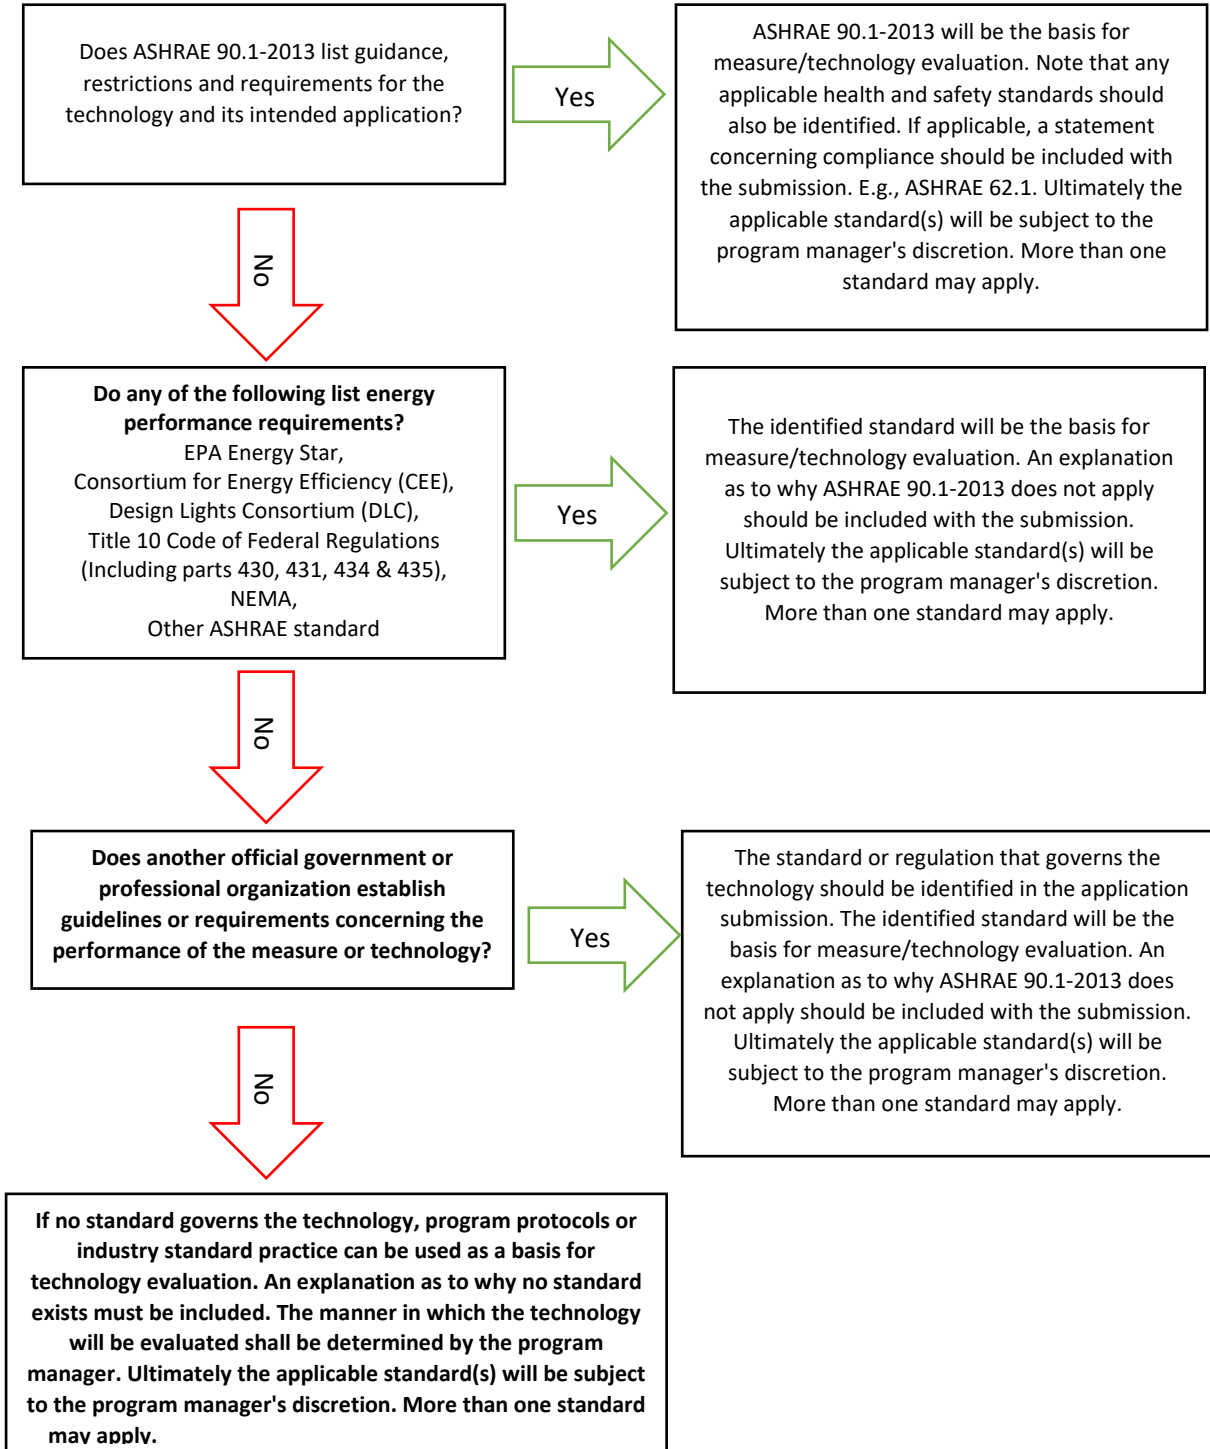 Does ASHRAE 90.1-2013 list guidance,
restrictions and requirements for the
technology and its intended application?
Yes
ASHRAE 90.1-2013 will be the basis for
measure/technology evaluation. Note that any
applicable health and safety standards should
also be identified. If applicable, a statement
concerning compliance should be included with
the submission. E.g., ASHRAE 62.1. Ultimately the
applicable standard(s) will be subject to the
program manager's discretion. More than one
standard may apply.
No
Do any of the following list energy
performance requirements?
EPA Energy Star,
Consortium for Energy Efficiency (CEE),
Design Lights Consortium (DLC),
Title 10 Code of Federal Regulations
(Including parts 430, 431, 434 & 435),
NEMA,
Other ASHRAE standard
Yes
The identified standard will be the basis for
measure/technology evaluation. An explanation
as to why ASHRAE 90.1-2013 does not apply
should be included with the submission.
Ultimately the applicable standard(s) will be
subject to the program manager's discretion.
More than one standard may apply.
No
Does another official government or
professional organization establish
guidelines or requirements concerning the
performance of the measure or technology?
Yes
The standard or regulation that governs the
technology should be identified in the application
submission. The identified standard will be the
basis for measure/technology evaluation. An
explanation as to why ASHRAE 90.1-2013 does
not apply should be included with the submission.
Ultimately the applicable standard(s) will be
subject to the program manager's discretion.
More than one standard may apply.
No
If no standard governs the technology, program protocols or
industry standard practice can be used as a basis for
technology evaluation. An explanation as to why no standard
exists must be included. The manner in which the technology
will be evaluated shall be determined by the program
manager. Ultimately the applicable standard(s) will be subject
to the program manager's discretion. More than one standard
may apply.